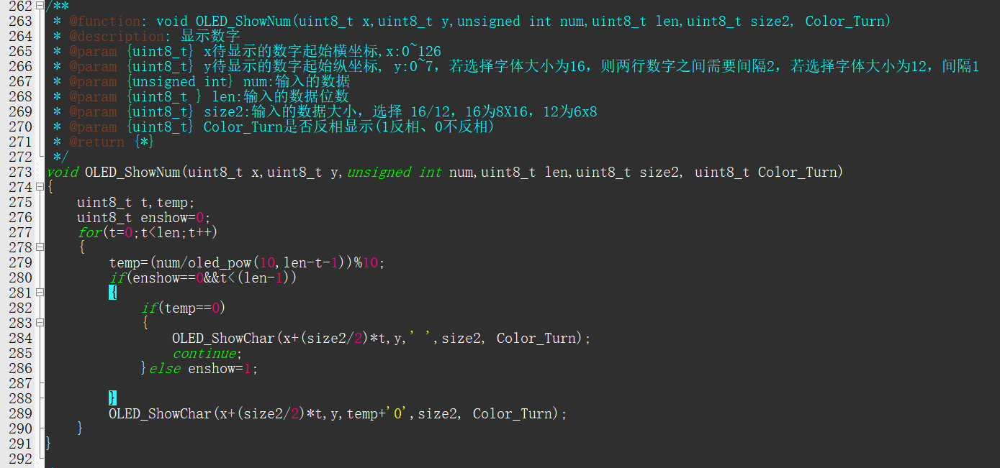 262 /**
263  * @function: void OLED_ShowNum(uint8_t x,uint8_t y,unsigned int num,uint8_t len,uint8_t size2, Color_Turn)
264  * @description: 显示数字
265  * @param {uint8_t} x待显示的数字起始横坐标,x:0~126
266  * @param {uint8_t} y待显示的数字起始纵坐标, y:0~7，若选择字体大小为16，则两行数字之间需要间隔2，若选择字体大小为12，间隔1
267  * @param {unsigned int} num:输入的数据
268  * @param {uint8_t } len:输入的数据位数
269  * @param {uint8_t} size2:输入的数据大小，选择 16/12，16为8X16，12为6x8
270  * @param {uint8_t} Color_Turn是否反相显示(1反相、0不反相)
271  * @return {*}
272  */
273 void OLED_ShowNum(uint8_t x,uint8_t y,unsigned int num,uint8_t len,uint8_t size2, uint8_t Color_Turn)
274 {
275     uint8_t t,temp;
276     uint8_t enshow=0;
277     for(t=0;t<len;t++)
278     {
279         temp=(num/oled_pow(10,len-t-1))%10;
280         if(enshow==0&&t<(len-1))
281         {
282             if(temp==0)
283             {
284                 OLED_ShowChar(x+(size2/2)*t,y,' ',size2, Color_Turn);
285                 continue;
286             }else enshow=1;
287
288         }
289         OLED_ShowChar(x+(size2/2)*t,y,temp+'0',size2, Color_Turn);
290     }
291 }
292